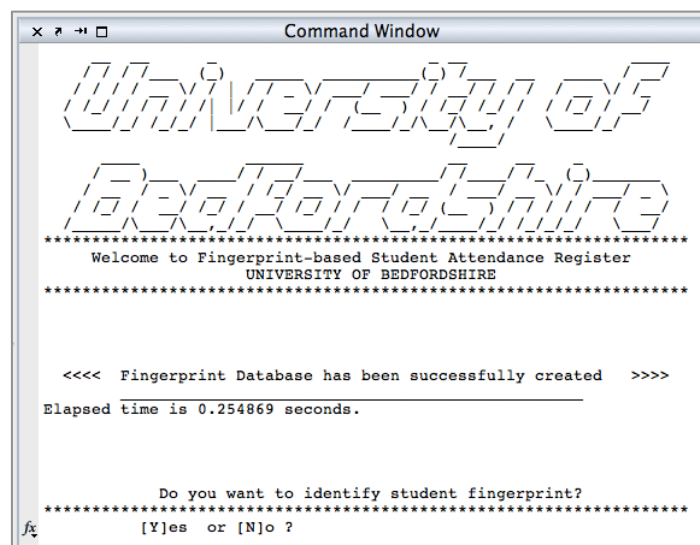 Command Window
University of
Bedfordshire
*******************************************************************
Welcome to Fingerprint-based Student Attendance Register
UNIVERSITY OF BEDFORDSHIRE
*******************************************************************
<<<< Fingerprint Database has been successfully created >>>>
Elapsed time is 0.254869 seconds.
Do you want to identify student fingerprint?
*******************************************************************
fx [Y]es or [N]o ?